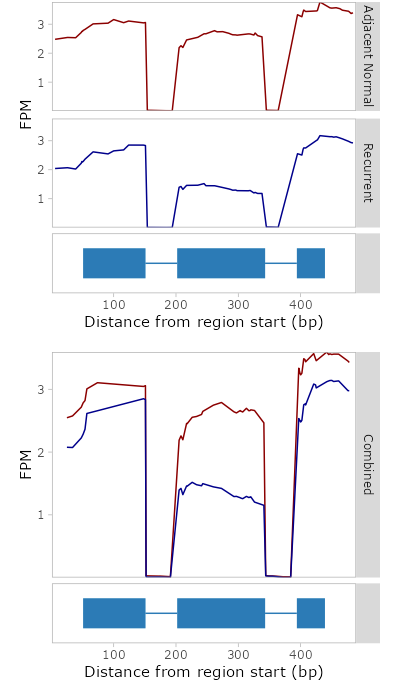 Adjacent Normal
3
2
1
FPM
Recurrent
3
2
1
100 200 300 400
Distance from region start (bp)
Combined
3
2
1
FPM
100 200 300 400
Distance from region start (bp)